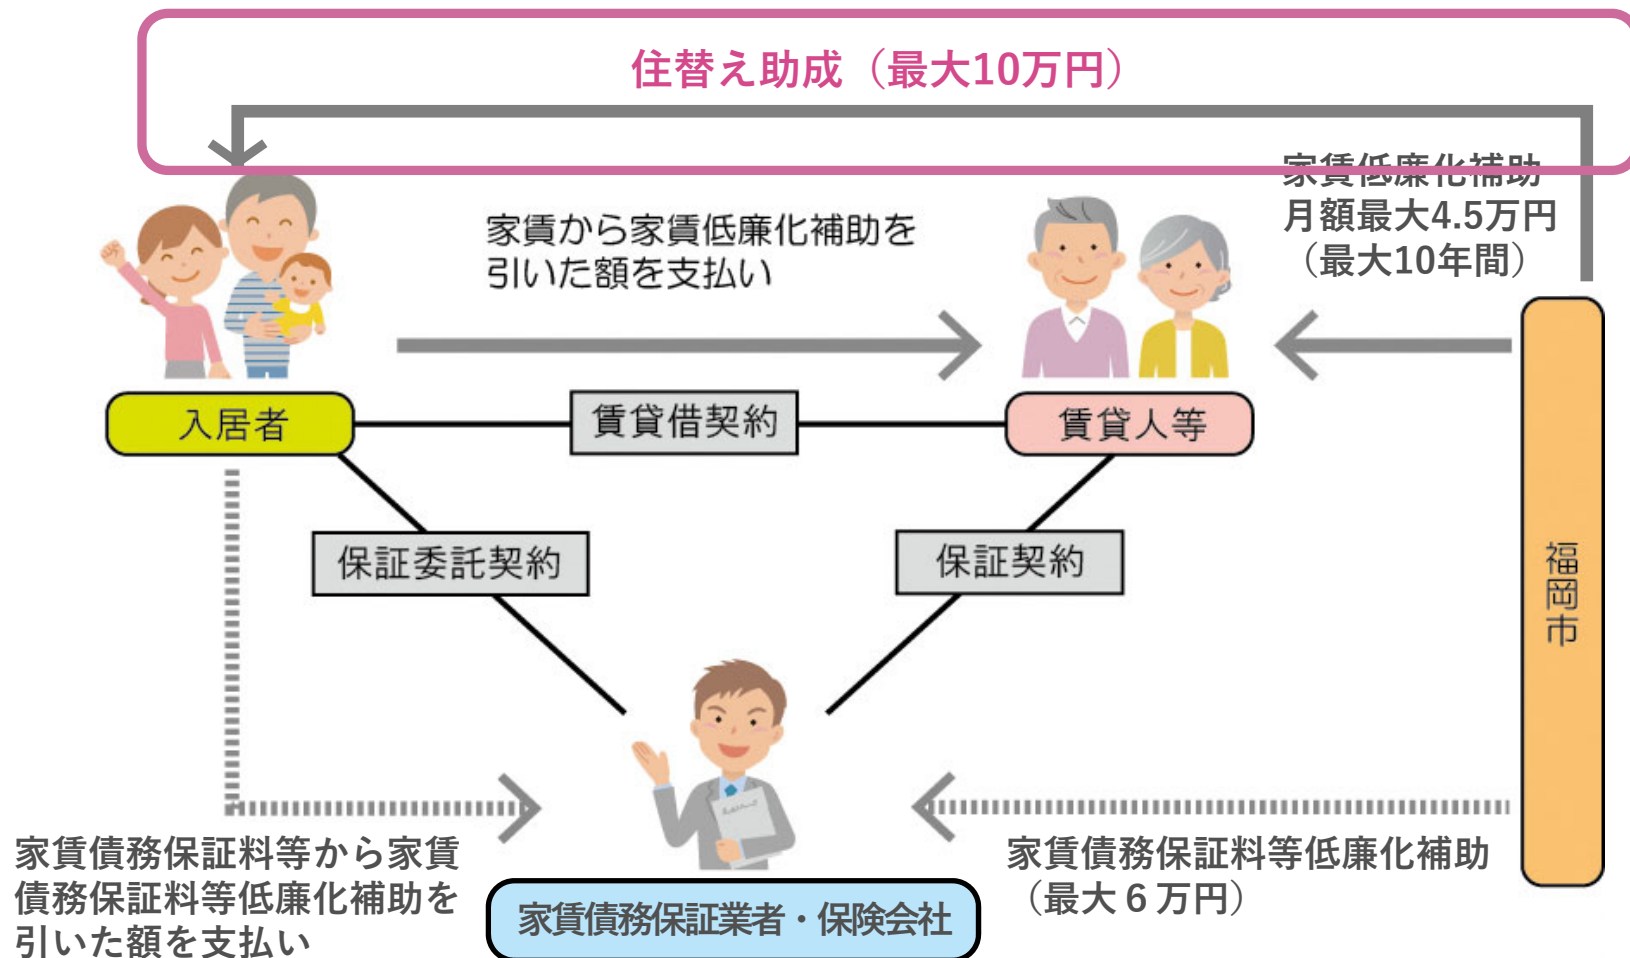 住替え助成（最大10万円）
家賃低廉化補助
月額最大4.5万円
（最大10年間）
家賃から家賃低廉化補助を
引いた額を支払い
入居者
賃貸借契約
賃貸人等
保証委託契約
保証契約
福岡市
家賃債務保証料等から家賃
債務保証料等低廉化補助を
引いた額を支払い
家賃債務保証料等低廉化補助
（最大６万円）
家賃債務保証業者・保険会社